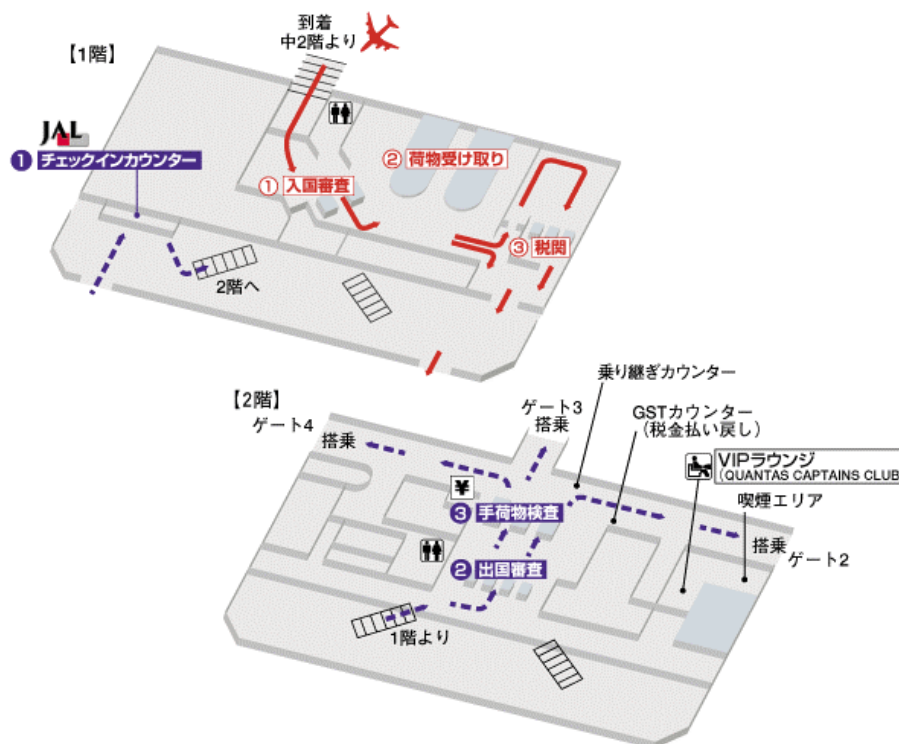 到着
中2階より
【1階】
JAL
① チェックインカウンター
② 荷物受け取り
① 入国審査
③ 税関
2階へ
【2階】
ゲート4
搭乗
ゲート3
搭乗
乗り継ぎカウンター
GSTカウンター
（税金払い戻し）
VIPラウンジ
(QUANTAS CAPTAINS CLUB
喫煙エリア
¥
③ 手荷物検査
搭乗
ゲート2
② 出国審査
1階より